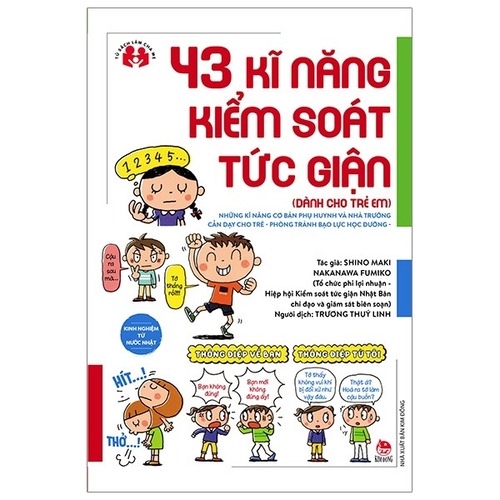 TỦ SÁCH LÀM CHA MẸ
43 KĨ NĂNG
KIỂM SOÁT
TỨC GIẬN
(DÀNH CHO TRẺ EM)
NHỮNG KĨ NĂNG CƠ BẢN PHỤ HUYNH VÀ NHÀ TRƯỜNG
CẦN DẠY CHO TRẺ - PHÒNG TRÁNH BẠO LỰC HỌC ĐƯỜNG -
1 2 3 4 5...
Tác giả: SHINO MAKI
NAKANAWA FUMIKO
(Tổ chức phi lợi nhuận -
Hiệp hội Kiểm soát tức giận Nhật Bản
chỉ đạo và giám sát biên soạn)
Người dịch: TRƯƠNG THUỲ LINH
Cậu ra
sau
mà...
Tớ
thắng
rồi!!!
KINH NGHIỆM
TỪ
NƯỚC NHẬT
THÔNG ĐIỆP VỀ BẠN
THÔNG ĐIỆP TỪ TÔI
HÍT...!
THỞ...!
Bạn không
đúng!
Bạn mới
không
đúng ấy!
Tớ thấy
không vui khi
bị đối xử như
vậy đâu.
Thật á?
Hoá ra tớ làm
cậu buồn?
KIM ĐỒNG
NHÀ XUẤT BẢN KIM ĐỒNG